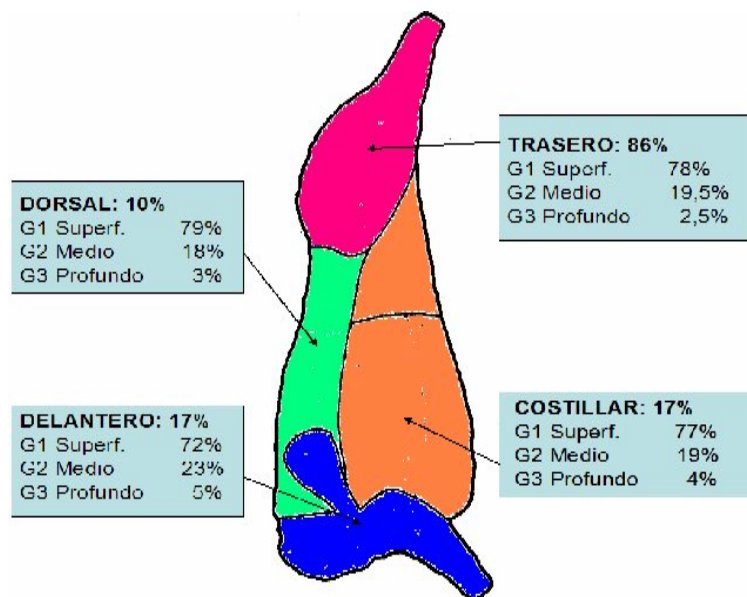 TRASERO: 86%
G1 Superf. 78%
G2 Medio 19,5%
G3 Profundo 2,5%
DORSAL: 10%
G1 Superf. 79%
G2 Medio 18%
G3 Profundo 3%
DELANTERO: 17%
G1 Superf. 72%
G2 Medio 23%
G3 Profundo 5%
COSTILLAR: 17%
G1 Superf. 77%
G2 Medio 19%
G3 Profundo 4%